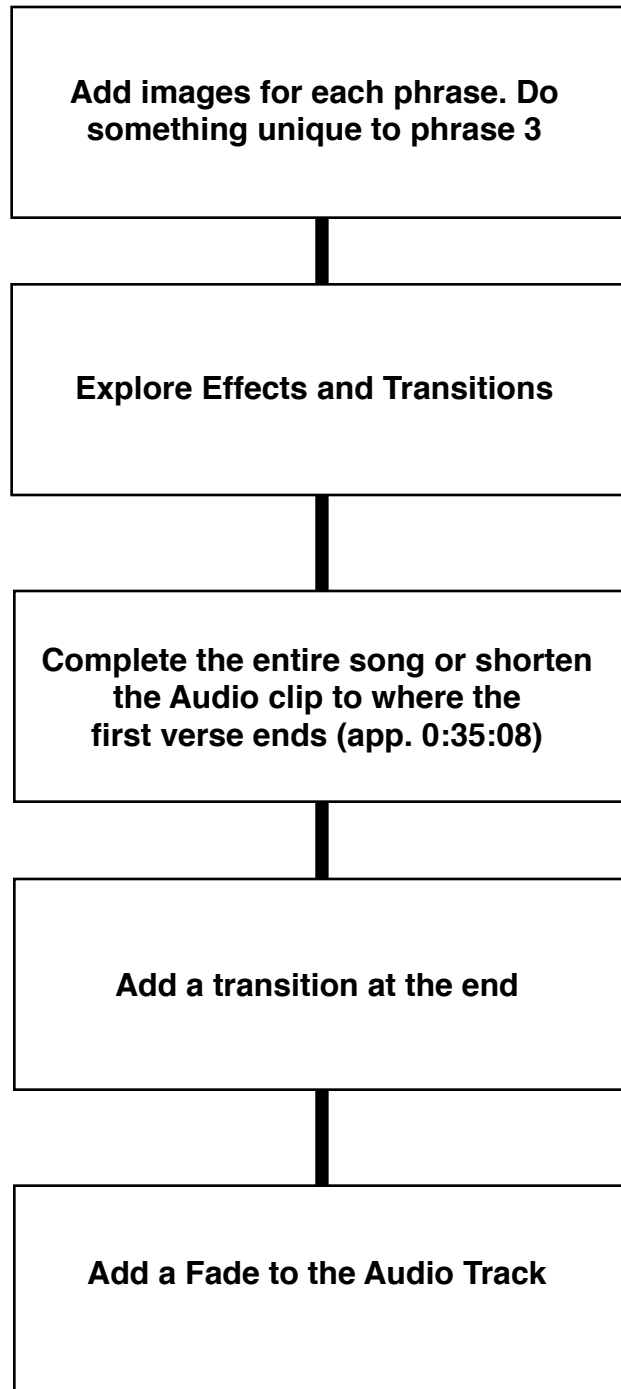 Add images for each phrase. Do
something unique to phrase 3
Explore Effects and Transitions
Complete the entire song or shorten
the Audio clip to where the
first verse ends (app. 0:35:08)
Add a transition at the end
Add a Fade to the Audio Track